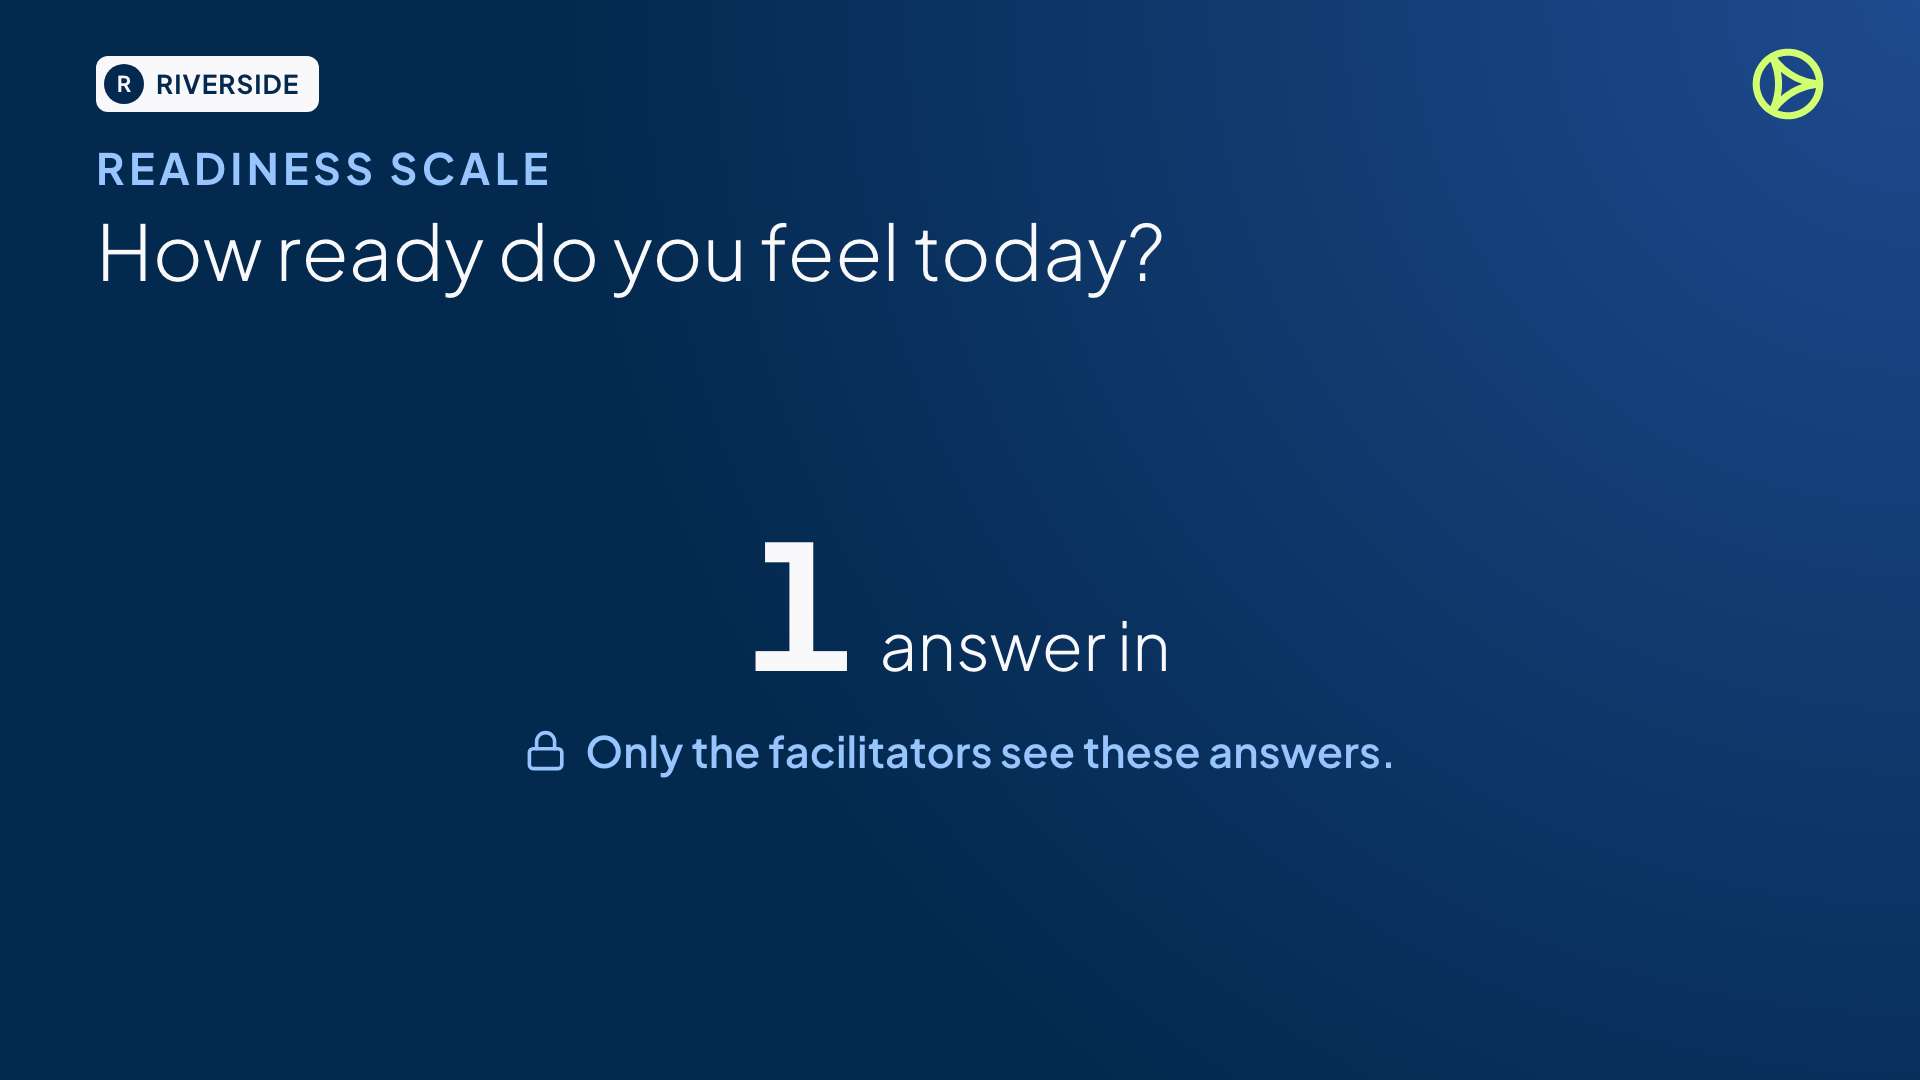 R RIVERSIDE
READINESS SCALE
How ready do you feel today?
1 answer in
Only the facilitators see these answers.